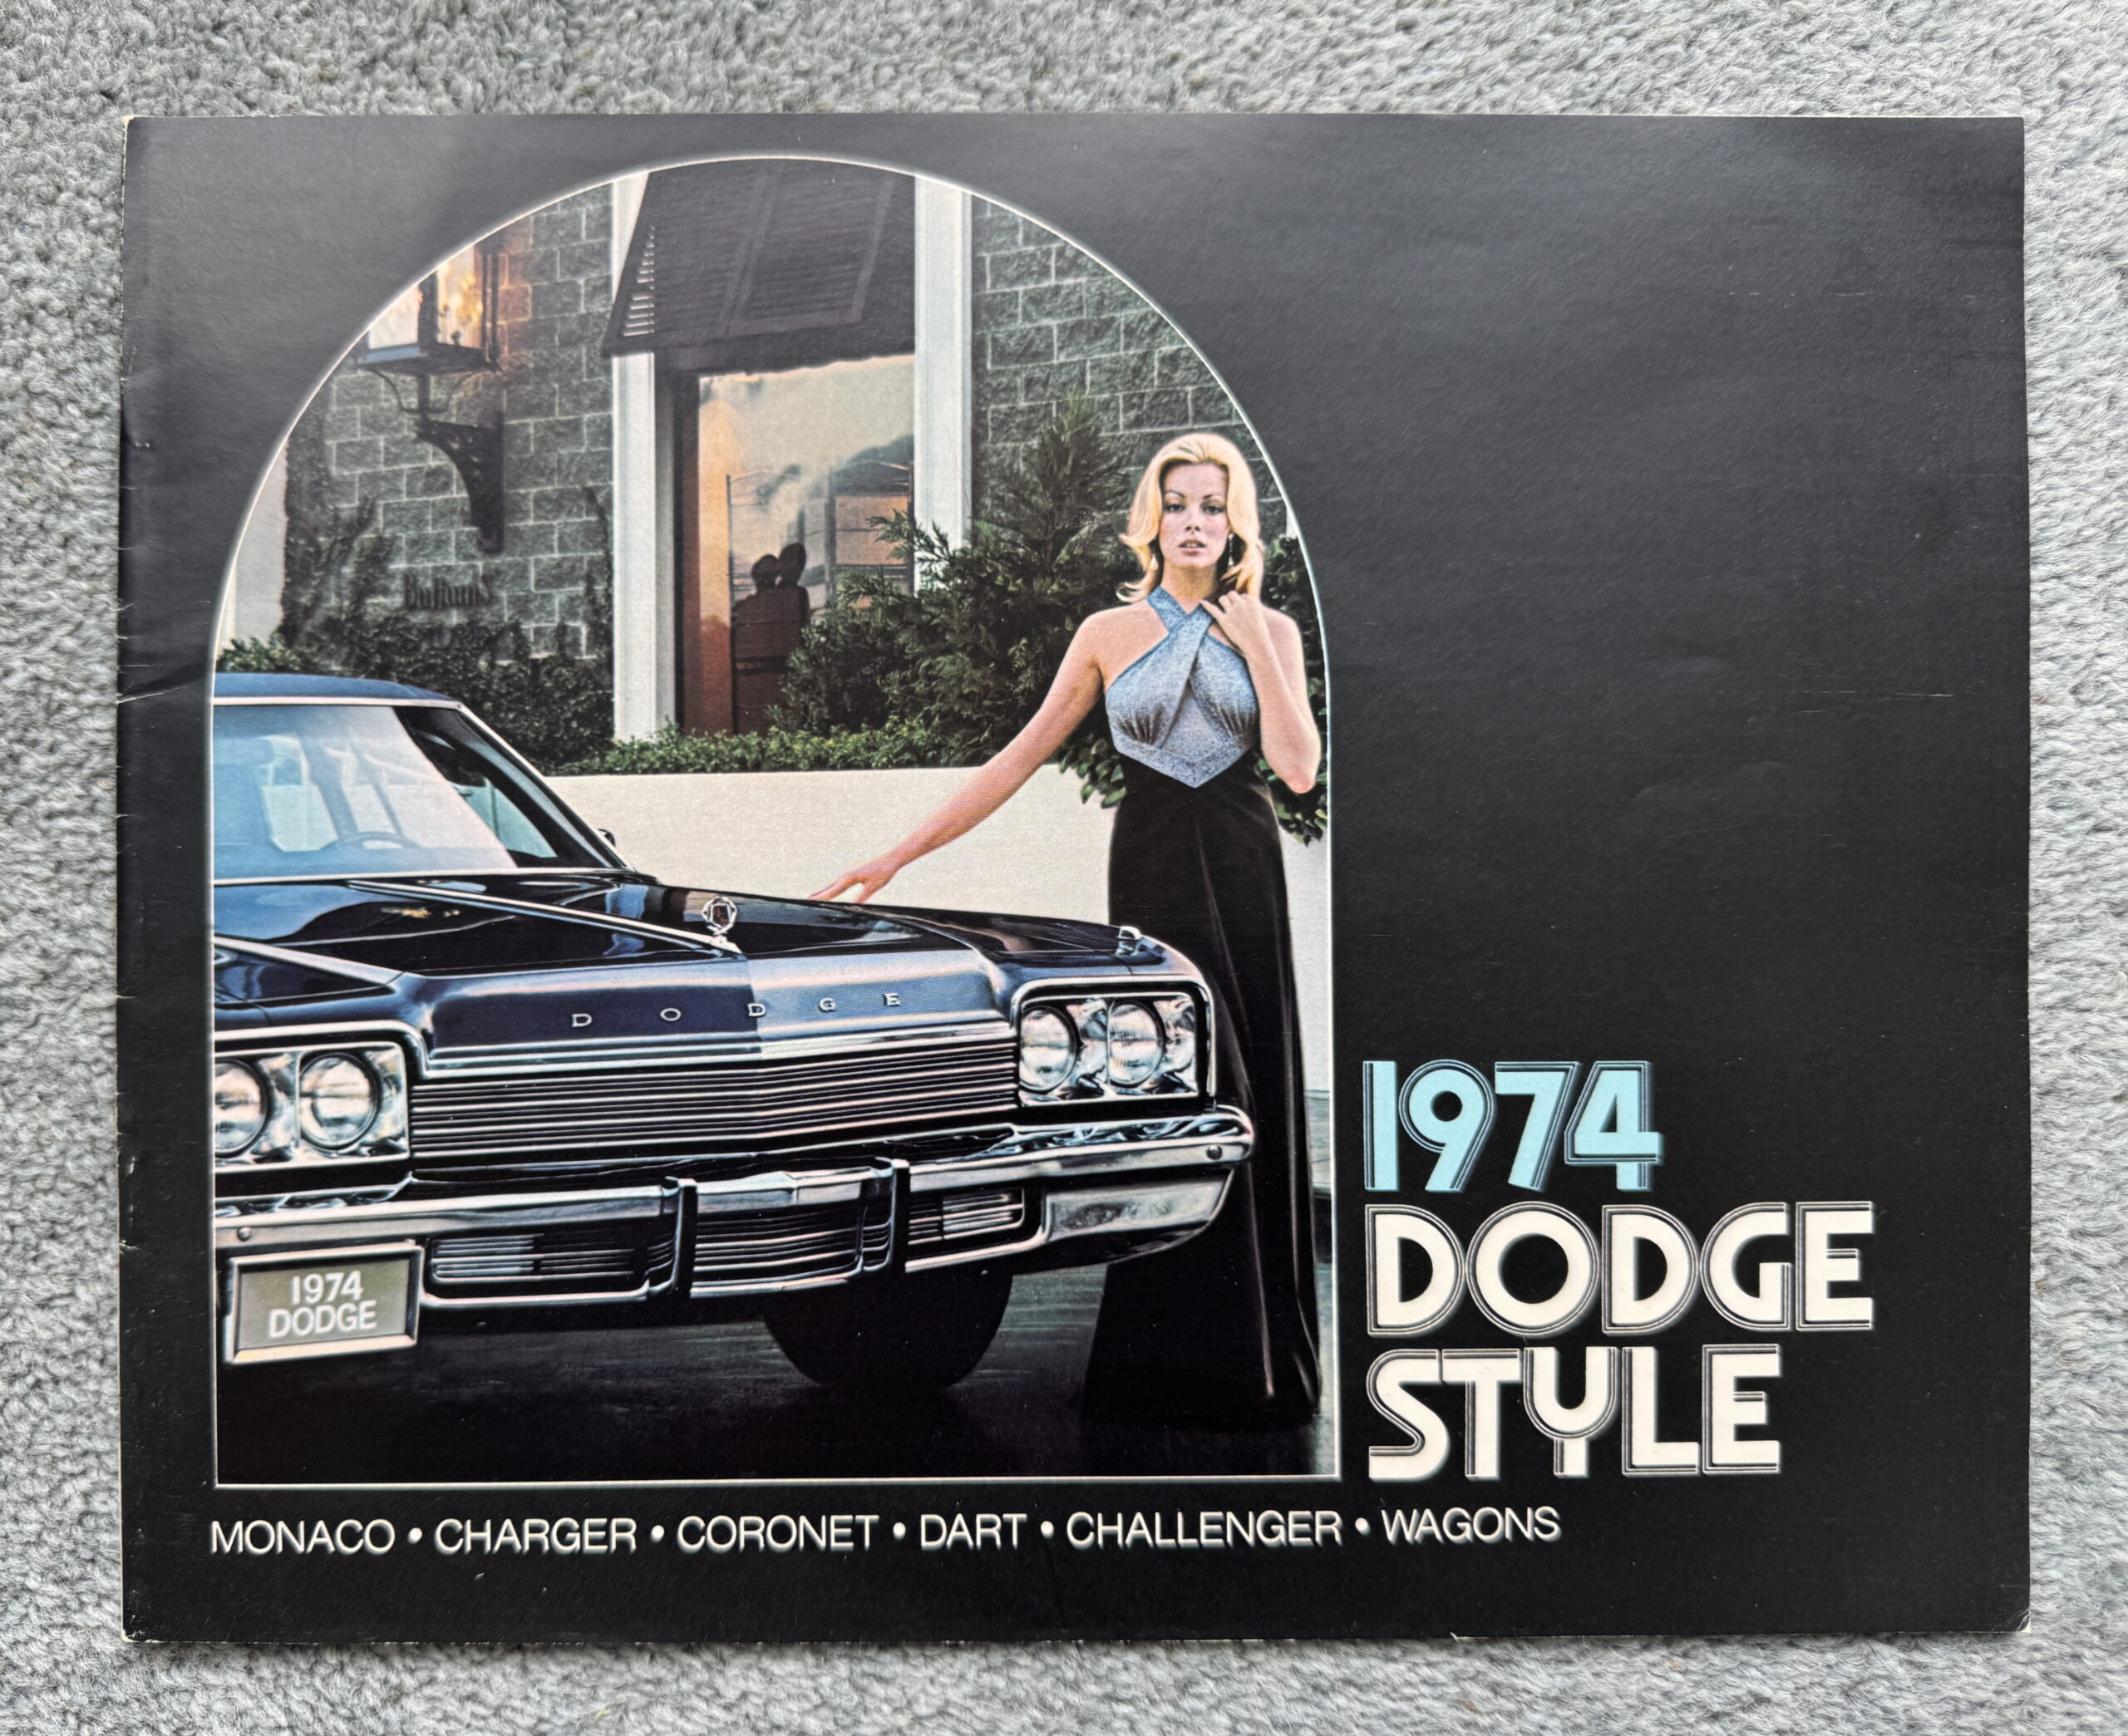 DODGE
1974
DODGE
1974
DODGE
STYLE
MONACO • CHARGER • CORONET • DART • CHALLENGER • WAGONS